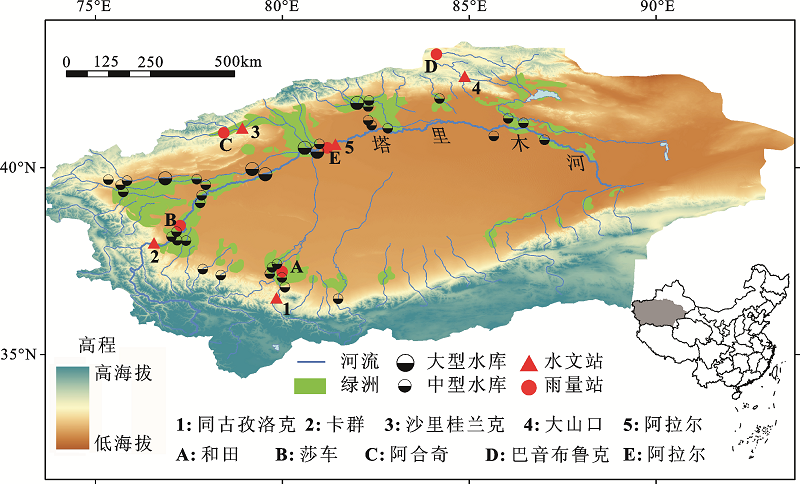 75°E 80°E 85°E 90°E
0 125 250 500km
D
4
C 3
塔 里 木 河
E 5
40°N
B
2
A
1
35°N
高程
高海拔
低海拔
河流 大型水库 水文站
绿洲 中型水库 雨量站
1:同古孜洛克 2:卡群 3:沙里桂兰克 4:大山口 5:阿拉尔
A:和田 B:莎车 C:阿合奇 D:巴音布鲁克 E:阿拉尔